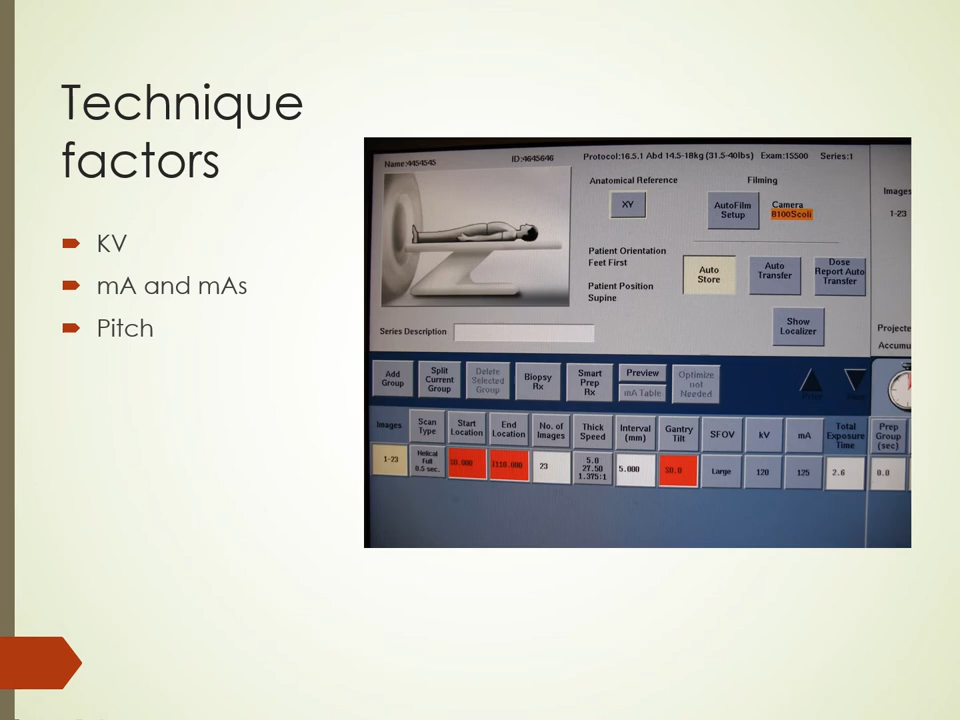 Technique
factors
KV
mA and mAs
Pitch
Name:4454545
ID:4645646
Protocol:16.5.1 Abd 14.5-18kg (31.5-40lbs) Exam:15500 Series:1
Anatomical Reference
Filming
XY
AutoFilm
Setup
Camera
8100Scoli
Images
1-23
Patient Orientation
Feet First
Patient Position
Supine
Auto
Store
Auto
Transfer
Dose
Report Auto
Transfer
Show
Localizer
Series Description
Projecte
Accumu
Add
Group
Split
Current
Group
Delete
Selected
Group
Biopsy
Rx
Smart
Prep
Rx
Preview
mA Table
Optimize
not
Needed
Images
Scan
Type
Start
Location
End
Location
No. of
Images
Thick
Speed
Interval
(mm)
Gantry
Tilt
SFOV
kV
mA
Total
Exposure
Time
Prep
Group
(sec)
1-23
Helical
Full
0.5 sec.
I110.000
23
5.0
27.50
1.375:1
5.000
Large
120
125
2.6
0.0